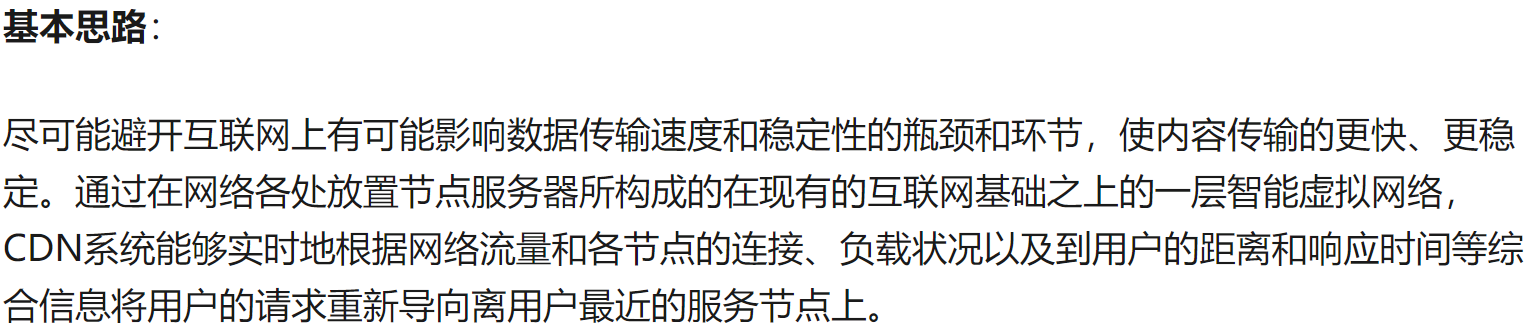 基本思路：
尽可能避开互联网上有可能影响数据传输速度和稳定性的瓶颈和环节，使内容传输的更快、更稳
定。通过在网络各处放置节点服务器所构成的在现有的互联网基础之上的一层智能虚拟网络，
CDN系统能够实时地根据网络流量和各节点的连接、负载状况以及到用户的距离和响应时间等综
合信息将用户的请求重新导向离用户最近的服务节点上。